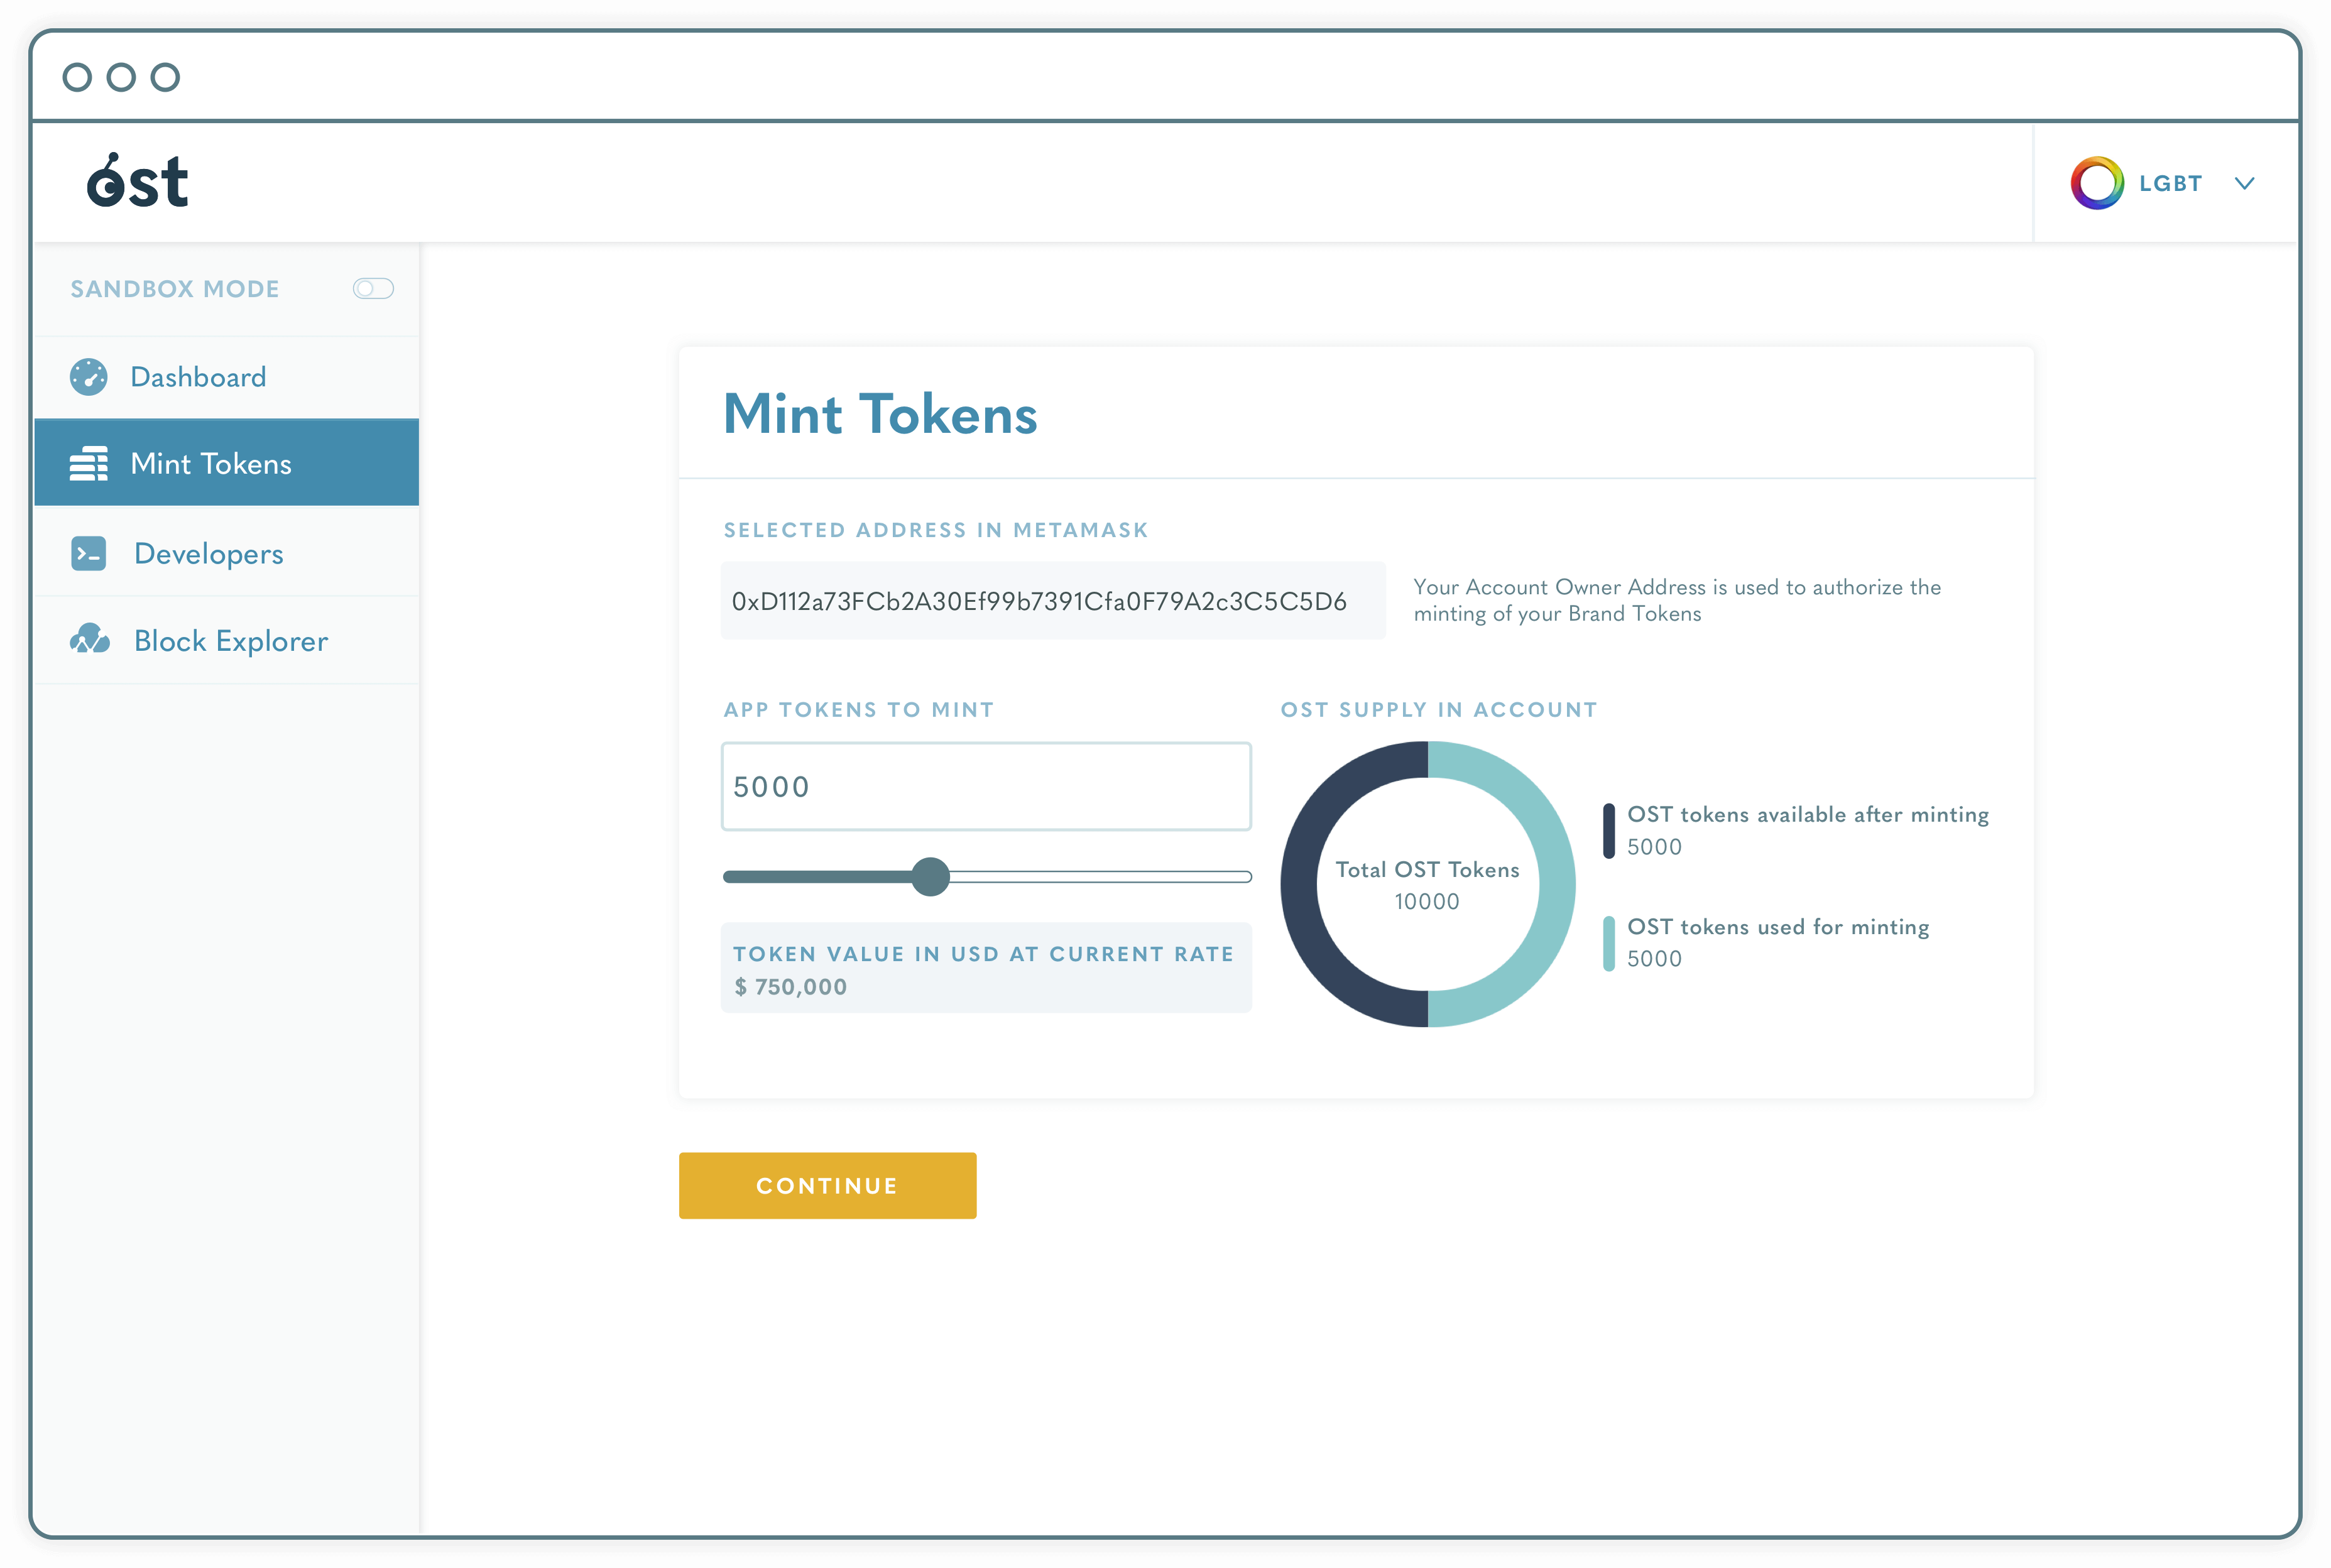 ost
LGBT
SANDBOX MODE
Dashboard
Mint Tokens
Developers
Block Explorer
Mint Tokens
SELECTED ADDRESS IN METAMASK
0xD112a73FCb2A30Ef99b7391Cfa0F79A2c3C5C5D6
Your Account Owner Address is used to authorize the
minting of your Brand Tokens
APP TOKENS TO MINT
5000
TOKEN VALUE IN USD AT CURRENT RATE
$ 750,000
OST SUPPLY IN ACCOUNT
Total OST Tokens
10000
OST tokens available after minting
5000
OST tokens used for minting
5000
CONTINUE